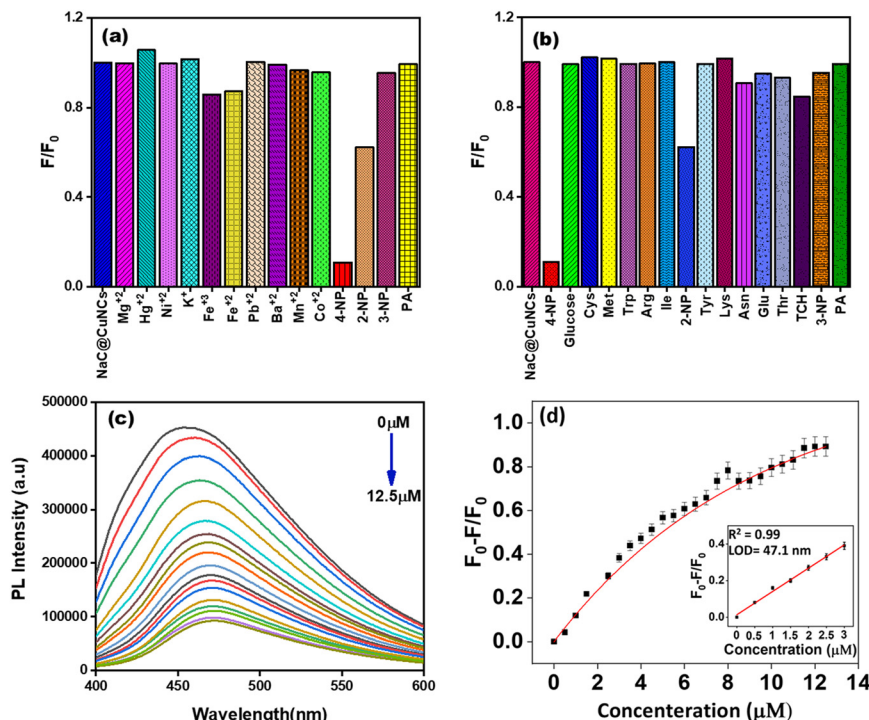 (a)
F/F0
1.2
0.8
0.4
0.0
NaC@CuNCs
Mg+2
Hg+2
Ni+2
K+
Fe+3
Fe+2
Pb+2
Ba+2
Mn+2
Co+2
4-NP
2-NP
3-NP
PA
(b)
F/F0
1.2
0.8
0.4
0.0
NaC@CuNCs
4-NP
Glucose
Cys
Met
Trp
Arg
Ile
2-NP
Tyr
Lys
Asn
Glu
Thr
TCH
3-NP
PA
(c)
PL Intensity (a.u)
500000
400000
300000
200000
100000
0
0μM
12.5μM
400
450
500
550
600
Wavelength(nm)
(d)
F0-F/F0
1.0
0.8
0.6
0.4
0.2
0.0
0 2 4 6 8 10 12 14
Concenteration (μM)
R2 = 0.99
LOD= 47.1 nm
F0-F/F0
0.4
0.2
0.0
0 0.5 1 1.5 2 2.5 3
Concentration (μM)